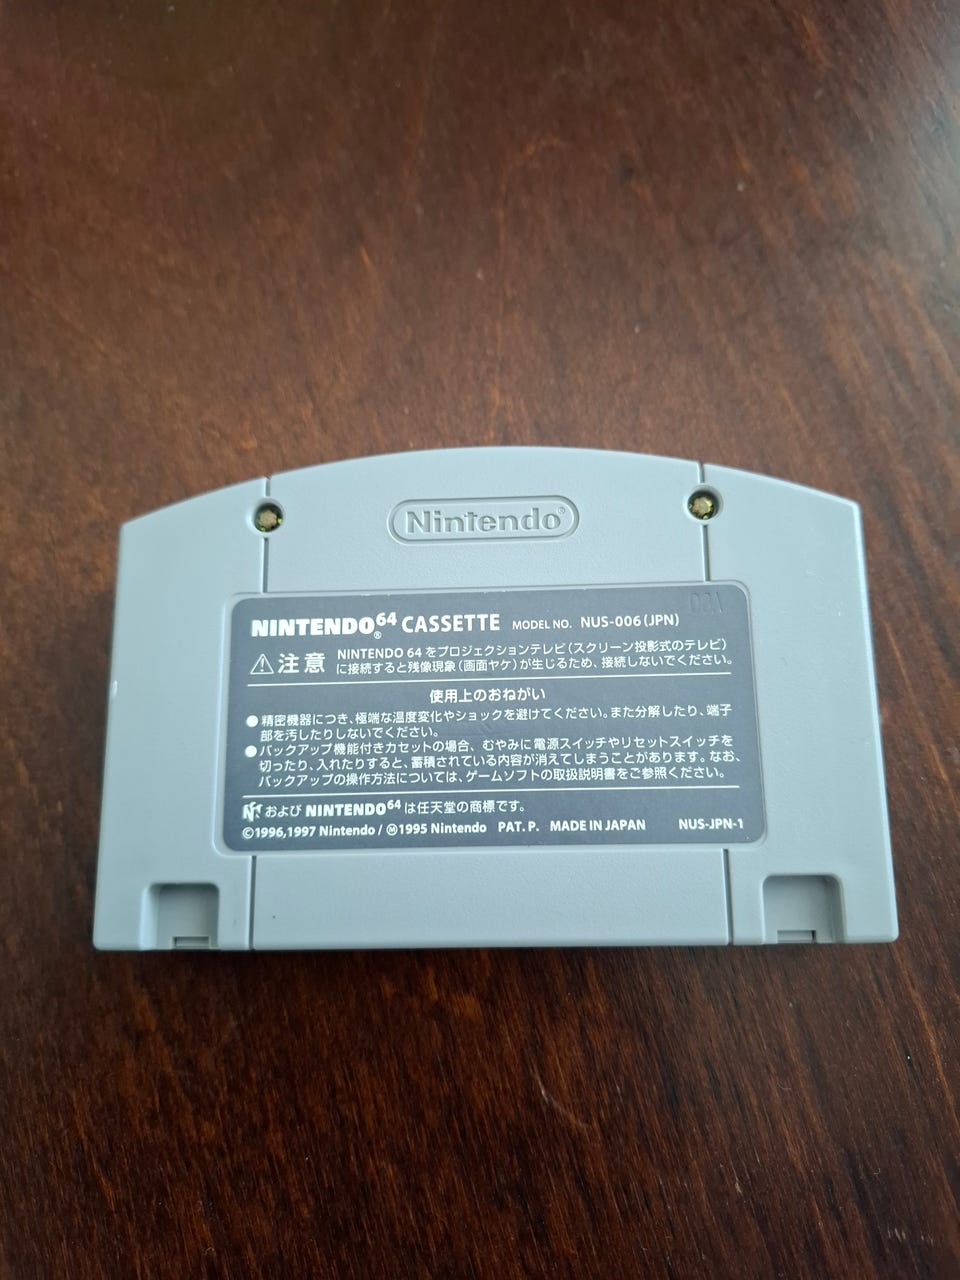 Nintendo®
02A
NINTENDO64® CASSETTE MODEL NO. NUS-006(JPN)
⚠注意 NINTENDO 64 をプロジェクションテレビ(スクリーン投影式のテレビ)
に接続すると残像現象(画面ヤケ)が生じるため、接続しないでください。
使用上のおねがい
●精密機器につき、極端な温度変化やショックを避けてください。また分解したり、端子
部を汚したりしないでください。
●バックアップ機能付きカセットの場合、むやみに電源スイッチやリセットスイッチを
切ったり、入れたりすると、蓄積されている内容が消えてしまうことがあります。なお、
バックアップの操作方法については、ゲームソフトの取扱説明書をご参照ください。
および NINTENDO64 は任天堂の商標です。
©1996,1997 Nintendo/Ⓜ1995 Nintendo PAT. P. MADE IN JAPAN NUS-JPN-1